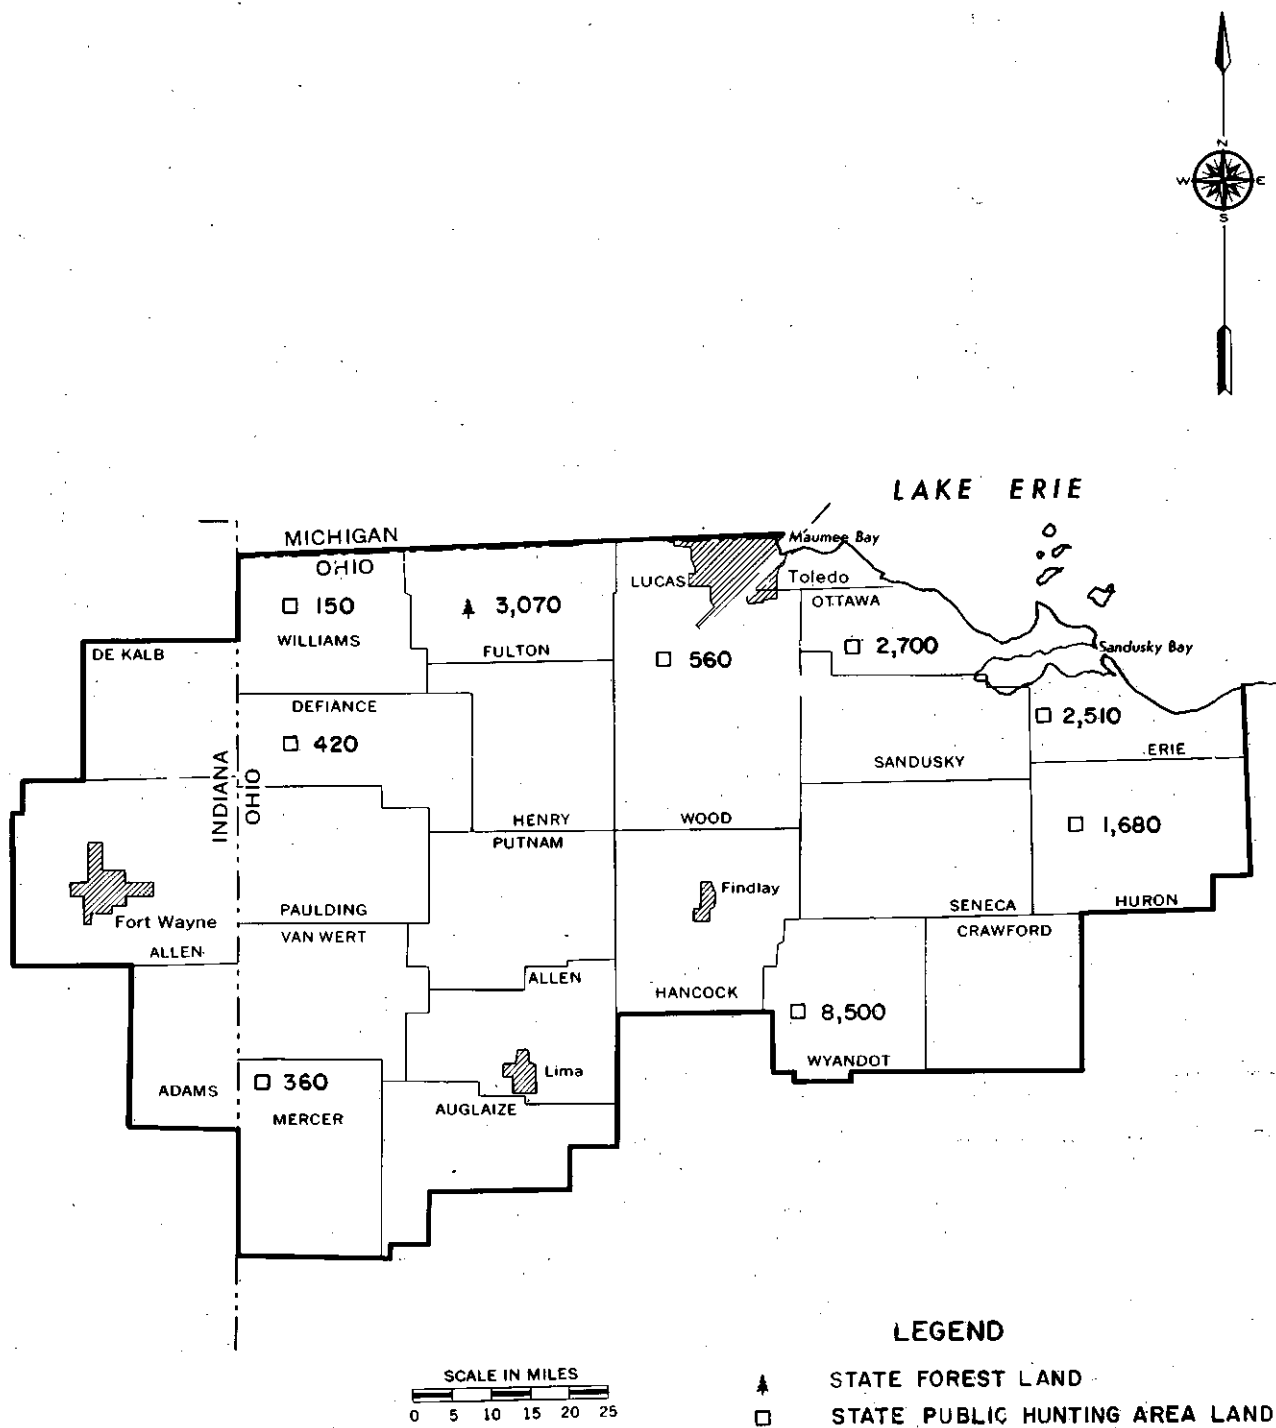 N
W E
S
LAKE ERIE
MICHIGAN
OHIO
Maumee Bay
LUCAS
Toledo
OTTAWA
150
WILLIAMS
3,070
FULTON
560
2,700
Sandusky Bay
DE KALB
DEFIANCE
420
2,510
ERIE
SANDUSKY
INDIANA
OHIO
HENRY
PUTNAM
WOOD
1,680
Findlay
Fort Wayne
ALLEN
PAULDING
VAN WERT
SENECA
CRAWFORD
HURON
ALLEN
HANCOCK
8,500
WYANDOT
Lima
ADAMS
360
MERCER
AUGLAIZE
LEGEND
SCALE IN MILES
0 5 10 15 20 25
STATE FOREST LAND
STATE PUBLIC HUNTING AREA LAND